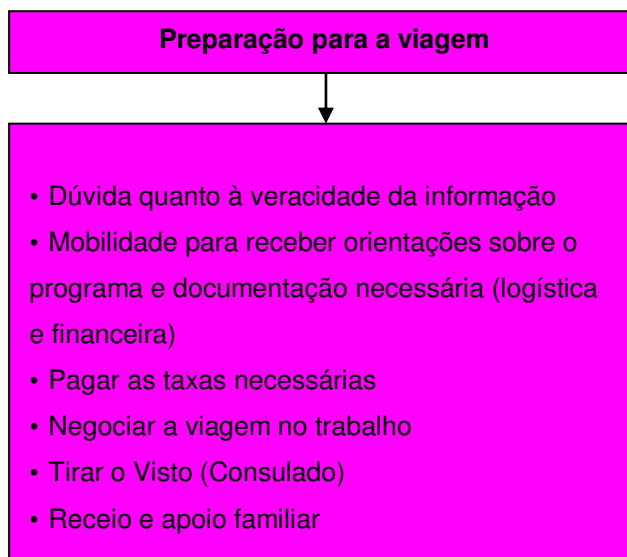 Preparação para a viagem
• Dúvida quanto à veracidade da informação
• Mobilidade para receber orientações sobre o
programa e documentação necessária (logística
e financeira)
• Pagar as taxas necessárias
• Negociar a viagem no trabalho
• Tirar o Visto (Consulado)
• Receio e apoio familiar